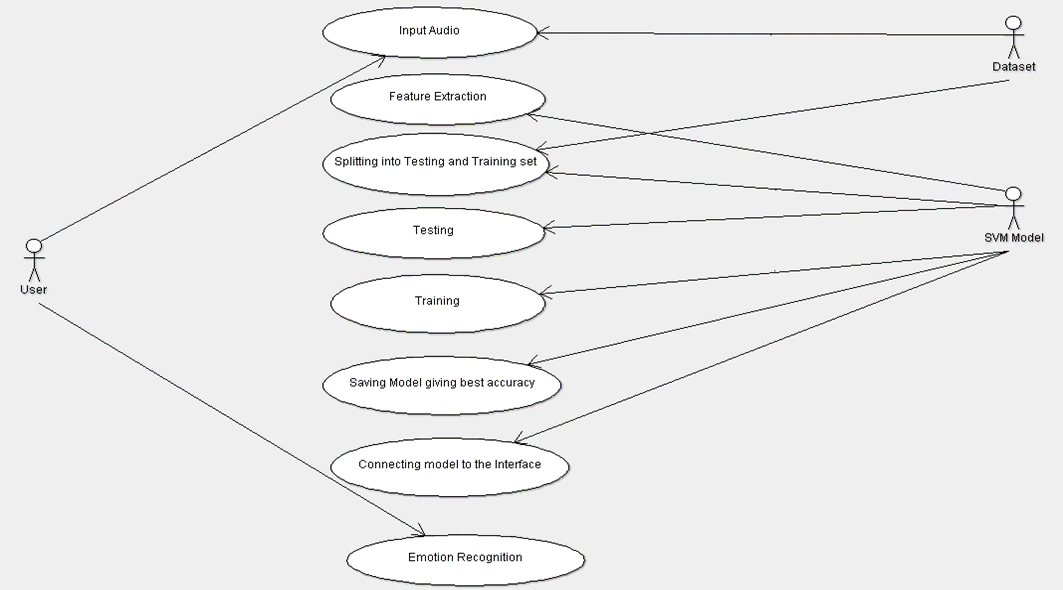 Input Audio
Dataset
Feature Extraction
Splitting into Testing and Training set
Testing
SVM Model
User
Training
Saving Model giving best accuracy
Connecting model to the Interface
Emotion Recognition